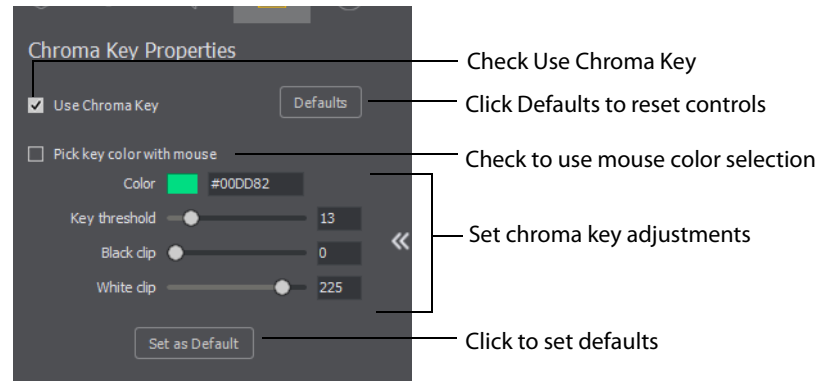 Chroma Key Properties
Check Use Chroma Key
Use Chroma Key
Defaults
Click Defaults to reset controls
Pick key color with mouse
Check to use mouse color selection
Color
#00DD82
Key threshold
13
Set chroma key adjustments
Black clip
0
White clip
225
Set as Default
Click to set defaults